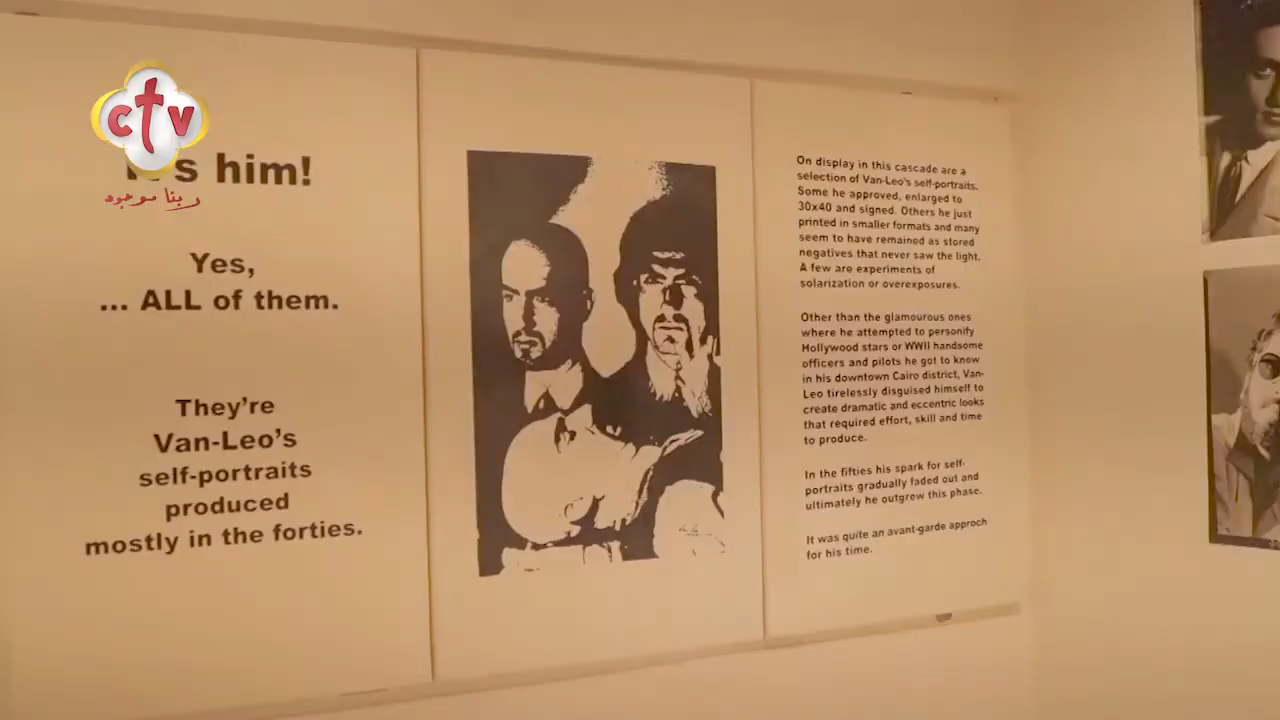 ctv
ربنا موجود
It's him!
Yes,
... ALL of them.
They're
Van-Leo's
self-portraits
produced
mostly in the forties.
On display in this cascade are a
selection of Van-Leo's self-portraits.
Some he approved, enlarged to
30x40 and signed. Others he just
printed in smaller formats and many
seem to have remained as stored
negatives that never saw the light.
A few are experiments of
solarization or overexposures.
Other than the glamourous ones
where he attempted to personify
Hollywood stars or WWII handsome
officers and pilots he got to know
in his downtown Cairo district, Van-
Leo tirelessly disguised himself to
create dramatic and eccentric looks
that required effort, skill and time
to produce.
In the fifties his spark for self-
portraits gradually faded out and
ultimately he outgrew this phase.
It was quite an avant-garde approch
for his time.